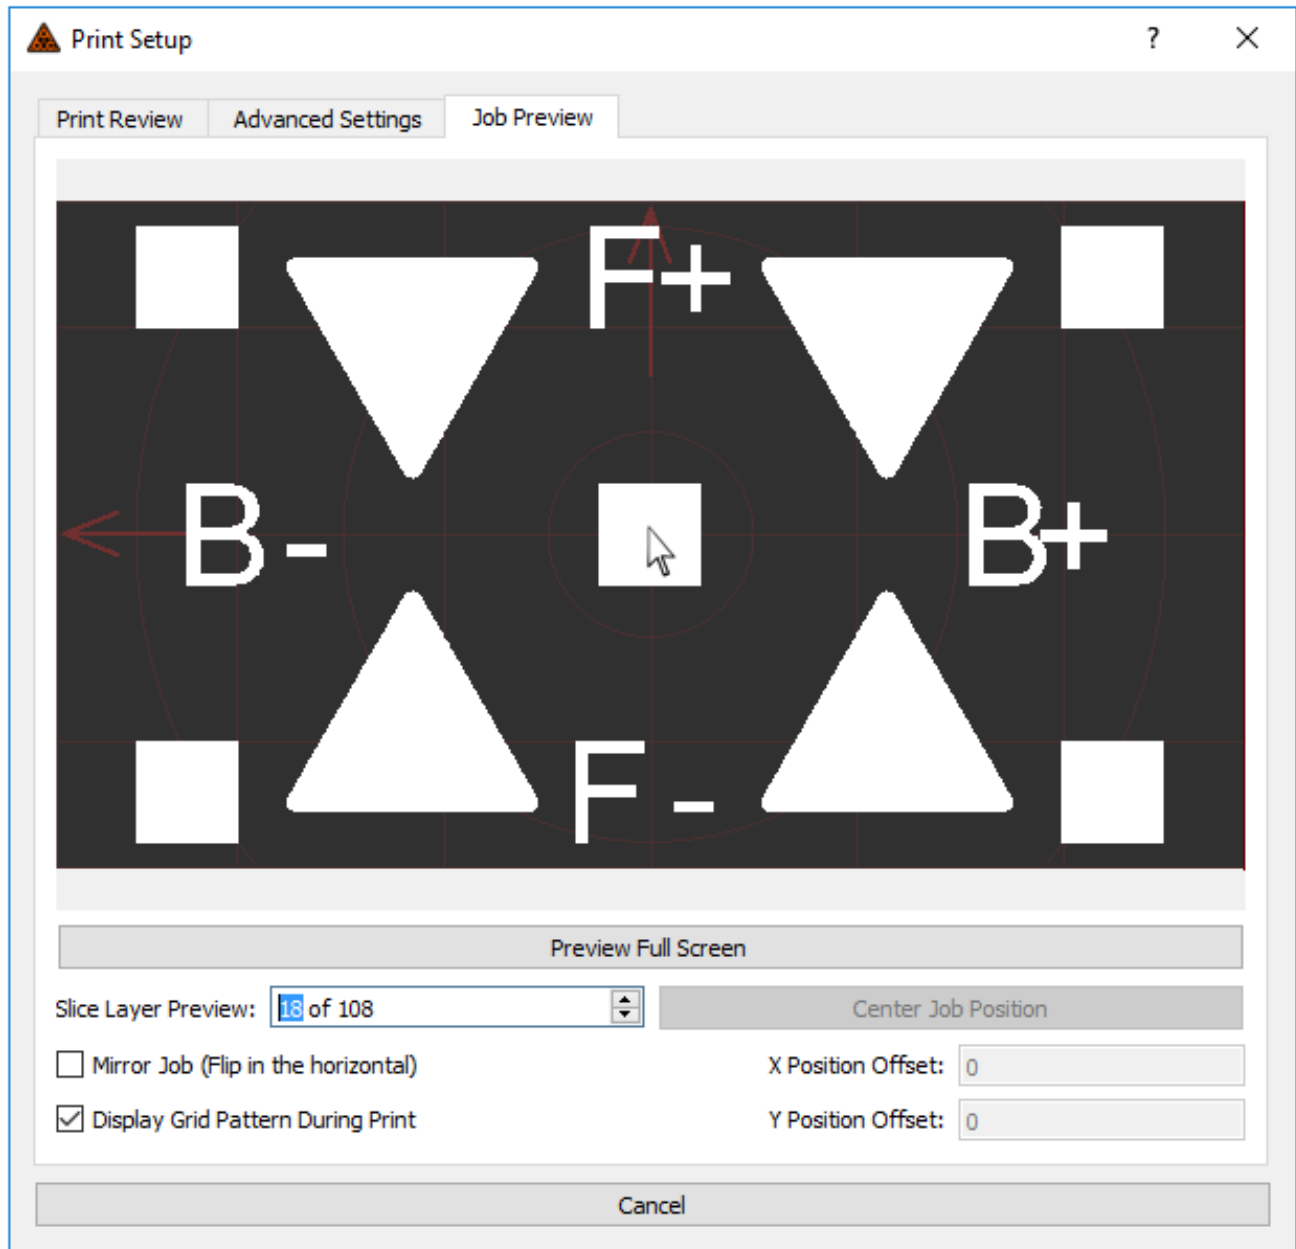 Print Setup
?
Print Review
Advanced Settings
Job Preview
F+
B-
B+
F-
Preview Full Screen
Slice Layer Preview: 18 of 108
Center Job Position
Mirror Job (Flip in the horizontal)
X Position Offset: 0
Display Grid Pattern During Print
Y Position Offset: 0
Cancel